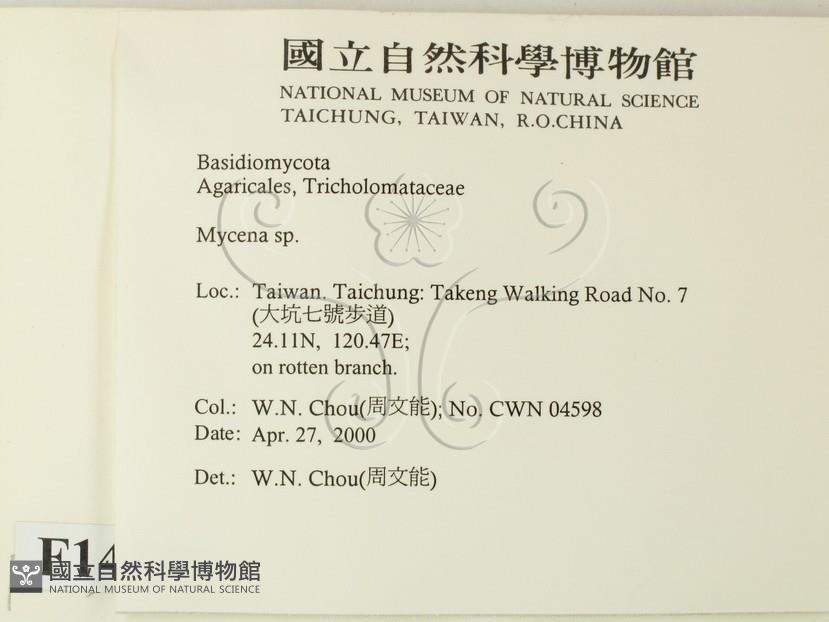 國立自然科學博物館
NATIONAL MUSEUM OF NATURAL SCIENCE
TAICHUNG, TAIWAN, R.O.CHINA
Basidiomycota
Agaricales, Tricholomataceae
Mycena sp.
Loc.: Taiwan. Taichung: Takeng Walking Road No. 7
(大坑七號步道)
24.11N, 120.47E;
on rotten branch.
Col.: W.N. Chou(周文能); No. CWN 04598
Date: Apr. 27, 2000
Det.: W.N. Chou(周文能)
F14
國立自然科學博物館
NATIONAL MUSEUM OF NATURAL SCIENCE